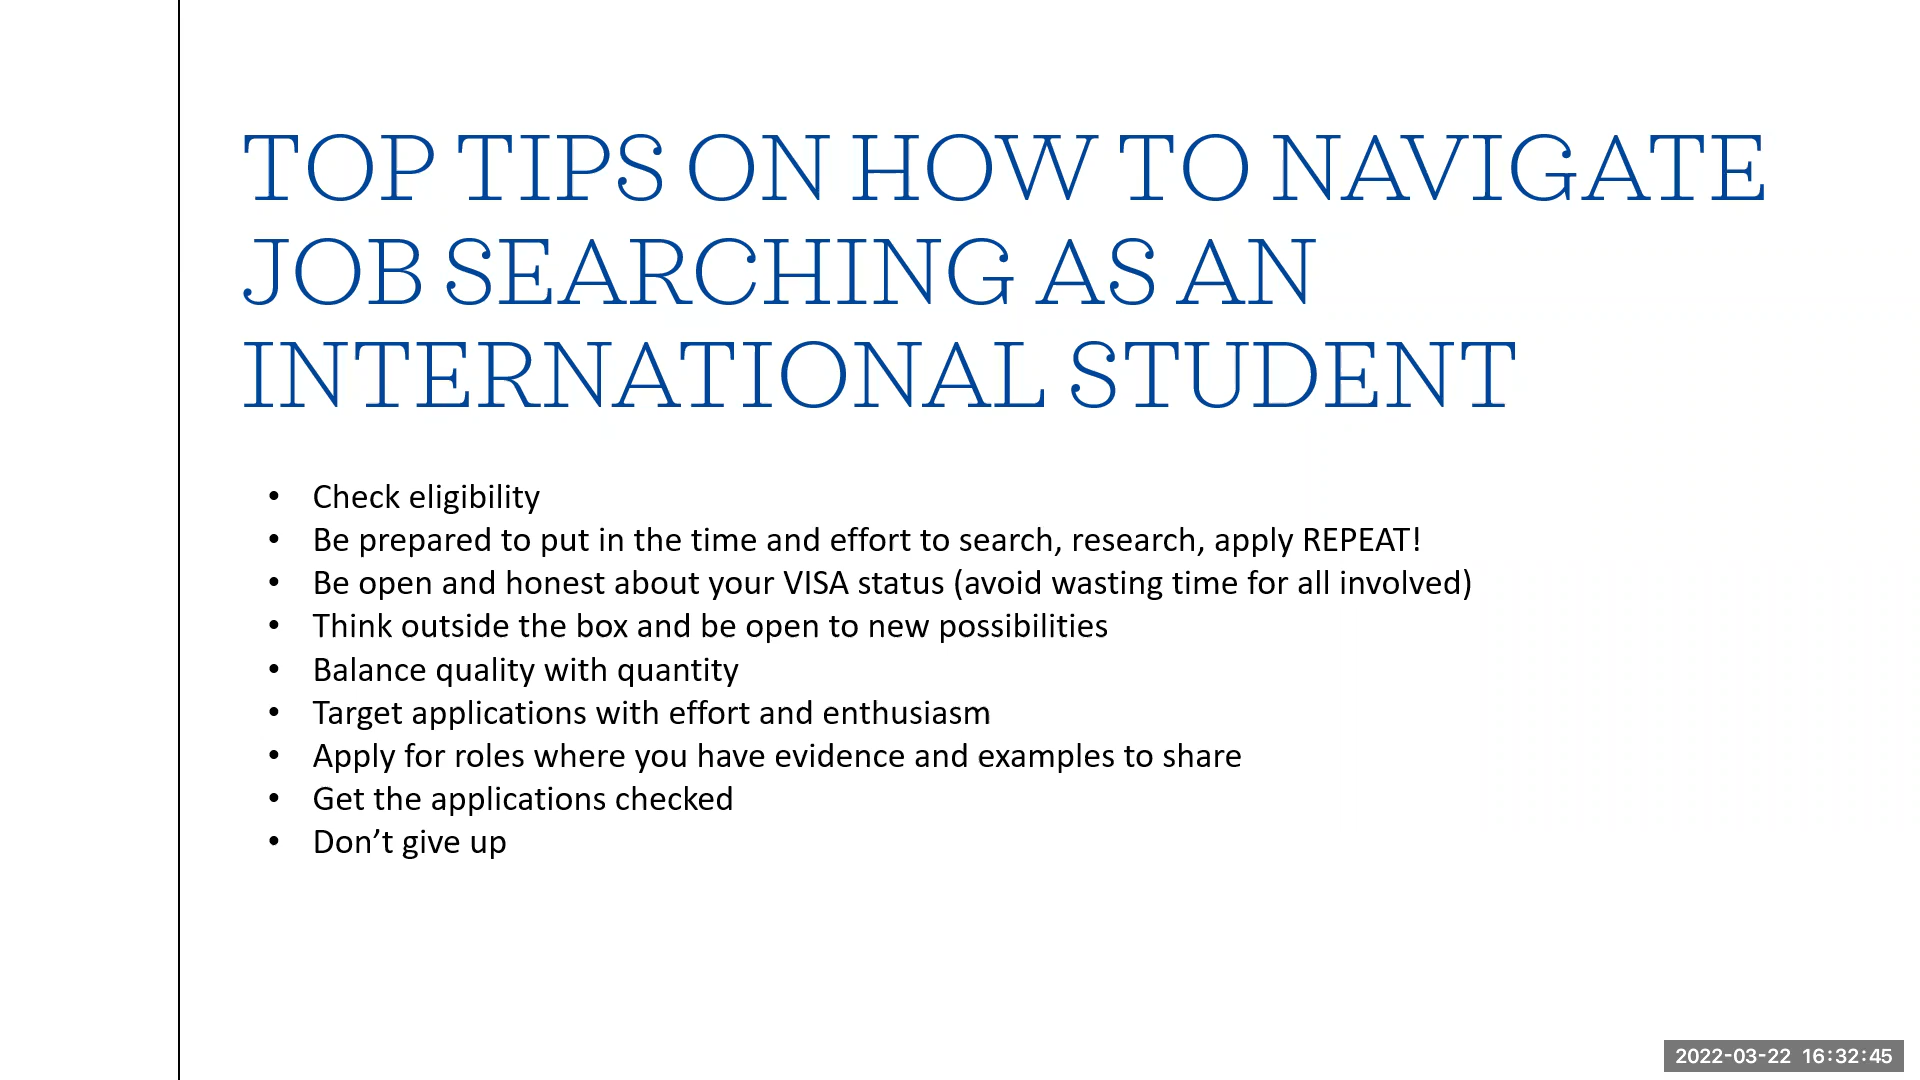 TOP TIPS ON HOW TO NAVIGATE
JOB SEARCHING AS AN
INTERNATIONAL STUDENT
• Check eligibility
• Be prepared to put in the time and effort to search, research, apply REPEAT!
• Be open and honest about your VISA status (avoid wasting time for all involved)
• Think outside the box and be open to new possibilities
• Balance quality with quantity
• Target applications with effort and enthusiasm
• Apply for roles where you have evidence and examples to share
• Get the applications checked
• Don’t give up
2022-03-22 16:32:45